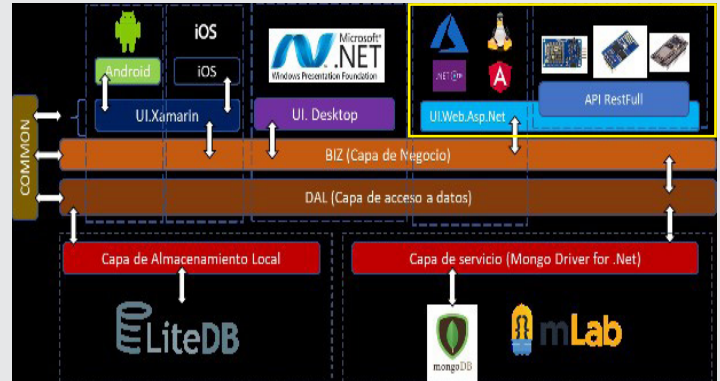 iOS
Android
iOS
Microsoft
.NET
Windows Presentation Foundation
.NET
A
API RestFull
UI.Xamarin
UI. Desktop
UI.Web.Asp.Net
COMMON
BIZ (Capa de Negocio)
DAL (Capa de acceso a datos)
Capa de Almacenamiento Local
Capa de servicio (Mongo Driver for .Net)
LiteDB
mongoDB
mLab